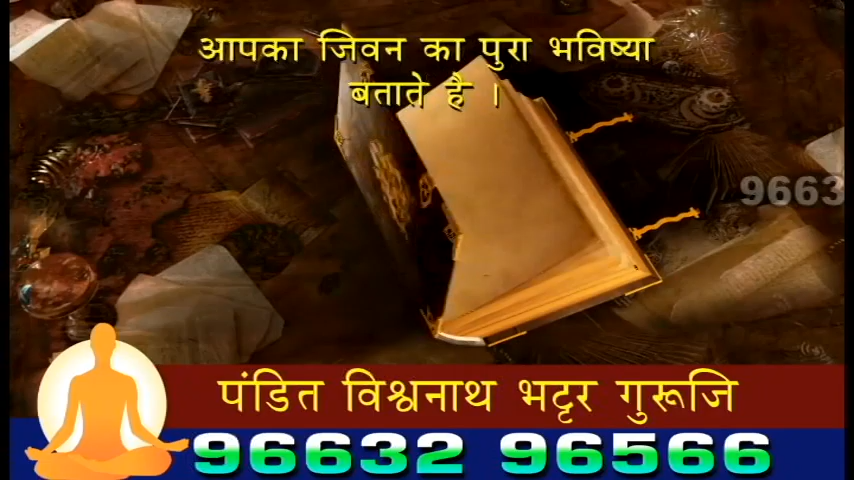 आपका जिवन का पुरा भविष्या
बताते है ।
9663
पंडित विश्वनाथ भट्टर गुरूजि
96632 96566